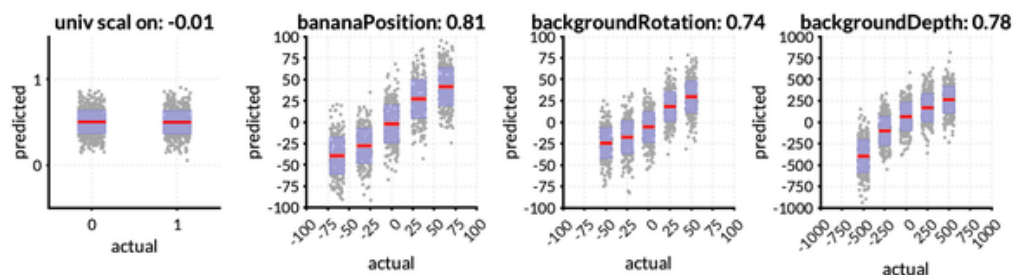 univ scal on: -0.01
1
0
predicted
0 1
actual
bananaPosition: 0.81
100
75
50
25
0
-25
-50
-75
-100
predicted
-100 -75 -50 -25 0 25 50 75 100
actual
backgroundRotation: 0.74
100
75
50
25
0
-25
-50
-75
-100
predicted
-100 -75 -50 -25 0 25 50 75 100
actual
backgroundDepth: 0.78
1000
750
500
250
0
-250
-500
-750
-1000
predicted
-1000 -750 -500 -250 0 250 500 750 1000
actual